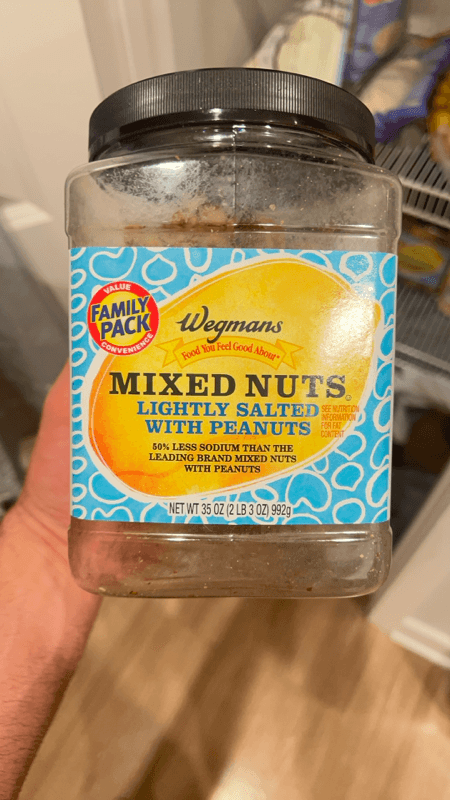 VALUE
FAMILY
PACK
CONVENIENCE
Wegmans
Food You Feel Good About
MIXED NUTS
LIGHTLY SALTED
WITH PEANUTS
SEE NUTRITION
INFORMATION
FOR FAT
CONTENT
50% LESS SODIUM THAN THE
LEADING BRAND MIXED NUTS
WITH PEANUTS
NET WT 35 OZ (2 LB 3 OZ) 992g